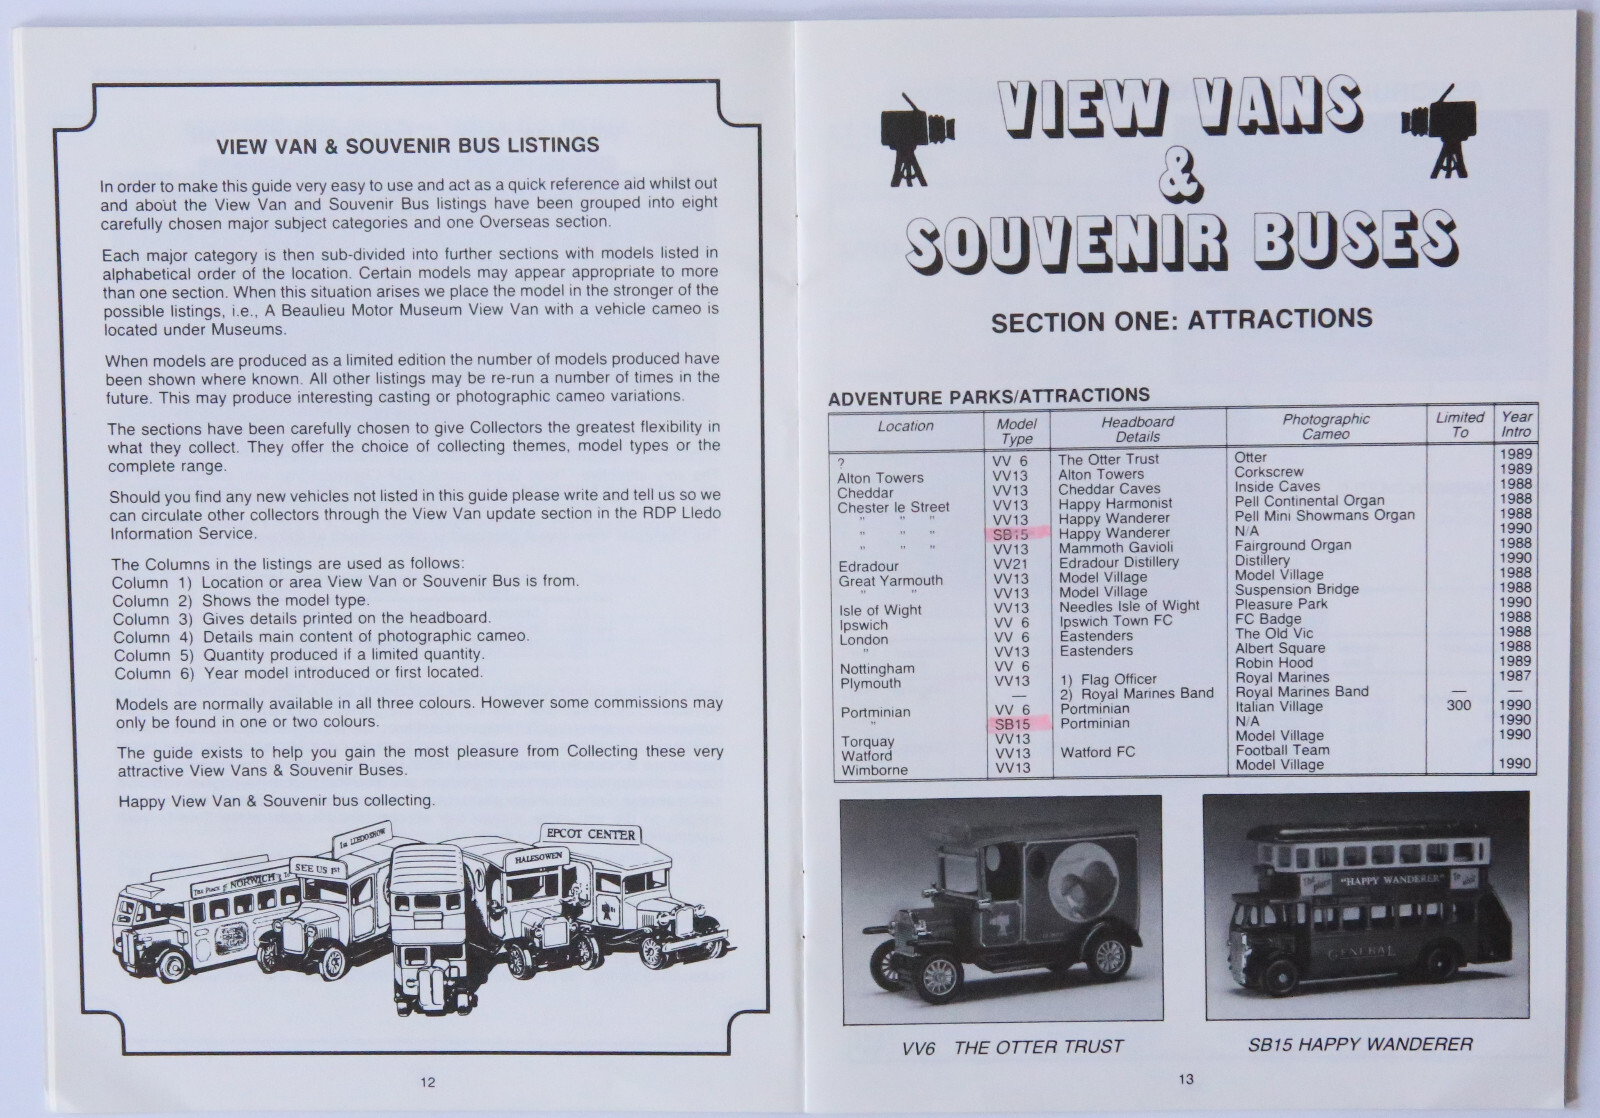 VIEW VAN & SOUVENIR BUS LISTINGS
In order to make this guide very easy to use and act as a quick reference aid whilst out
and about the View Van and Souvenir Bus listings have been grouped into eight
carefully chosen major subject categories and one Overseas section.
Each major category is then sub-divided into further sections with models listed in
alphabetical order of the location. Certain models may appear appropriate to more
than one section. When this situation arises we place the model in the stronger of the
possible listings, i.e., A Beaulieu Motor Museum View Van with a vehicle cameo is
located under Museums.
When models are produced as a limited edition the number of models produced have
been shown where known. All other listings may be re-run a number of times in the
future. This may produce interesting casting or photographic cameo variations.
The sections have been carefully chosen to give Collectors the greatest flexibility in
what they collect. They offer the choice of collecting themes, model types or the
complete range.
Should you find any new vehicles not listed in this guide please write and tell us so we
can circulate other collectors through the View Van update section in the RDP Lledo
Information Service.
The Columns in the listings are used as follows:
Column 1) Location or area View Van or Souvenir Bus is from.
Column 2) Shows the model type.
Column 3) Gives details printed on the headboard.
Column 4) Details main content of photographic cameo.
Column 5) Quantity produced if a limited quantity.
Column 6) Year model introduced or first located.
Models are normally available in all three colours. However some commissions may
only be found in one or two colours.
The guide exists to help you gain the most pleasure from Collecting these very
attractive View Vans & Souvenir Buses.
Happy View Van & Souvenir bus collecting.
NORWICH
SEE US 1st
1st LLEDO SHOW
HALESOWEN
EPCOT CENTER
12
VIEW VANS
&
SOUVENIR BUSES
SECTION ONE: ATTRACTIONS
ADVENTURE PARKS/ATTRACTIONS
Location Model Type Headboard Details Photographic Cameo Limited To Year Intro
? VV 6 The Otter Trust Otter 1989
Alton Towers VV13 Alton Towers Corkscrew 1989
Cheddar VV13 Cheddar Caves Inside Caves 1988
Chester le Street VV13 Happy Harmonist Pell Continental Organ 1988
" " " VV13 Happy Wanderer Pell Mini Showmans Organ 1988
" " " SB15 Happy Wanderer N/A 1990
" " " VV13 Mammoth Gavioli Fairground Organ 1988
Edradour VV21 Edradour Distillery Distillery 1990
Great Yarmouth VV13 Model Village Model Village 1988
" " VV13 Model Village Suspension Bridge 1988
Isle of Wight VV13 Needles Isle of Wight Pleasure Park 1990
Ipswich VV 6 Ipswich Town FC FC Badge 1988
London VV 6 Eastenders The Old Vic 1988
" VV13 Eastenders Albert Square 1988
Nottingham VV 6 Robin Hood 1989
Plymouth VV13 1) Flag Officer Royal Marines 1987
— 2) Royal Marines Band Royal Marines Band — —
Portminian VV 6 Portminian Italian Village 300 1990
" SB15 Portminian N/A 1990
Torquay VV13 Model Village 1990
Watford VV13 Watford FC Football Team
Wimborne VV13 Model Village 1990
"HAPPY WANDERER"
GENERAL
VV6 THE OTTER TRUST
SB15 HAPPY WANDERER
13